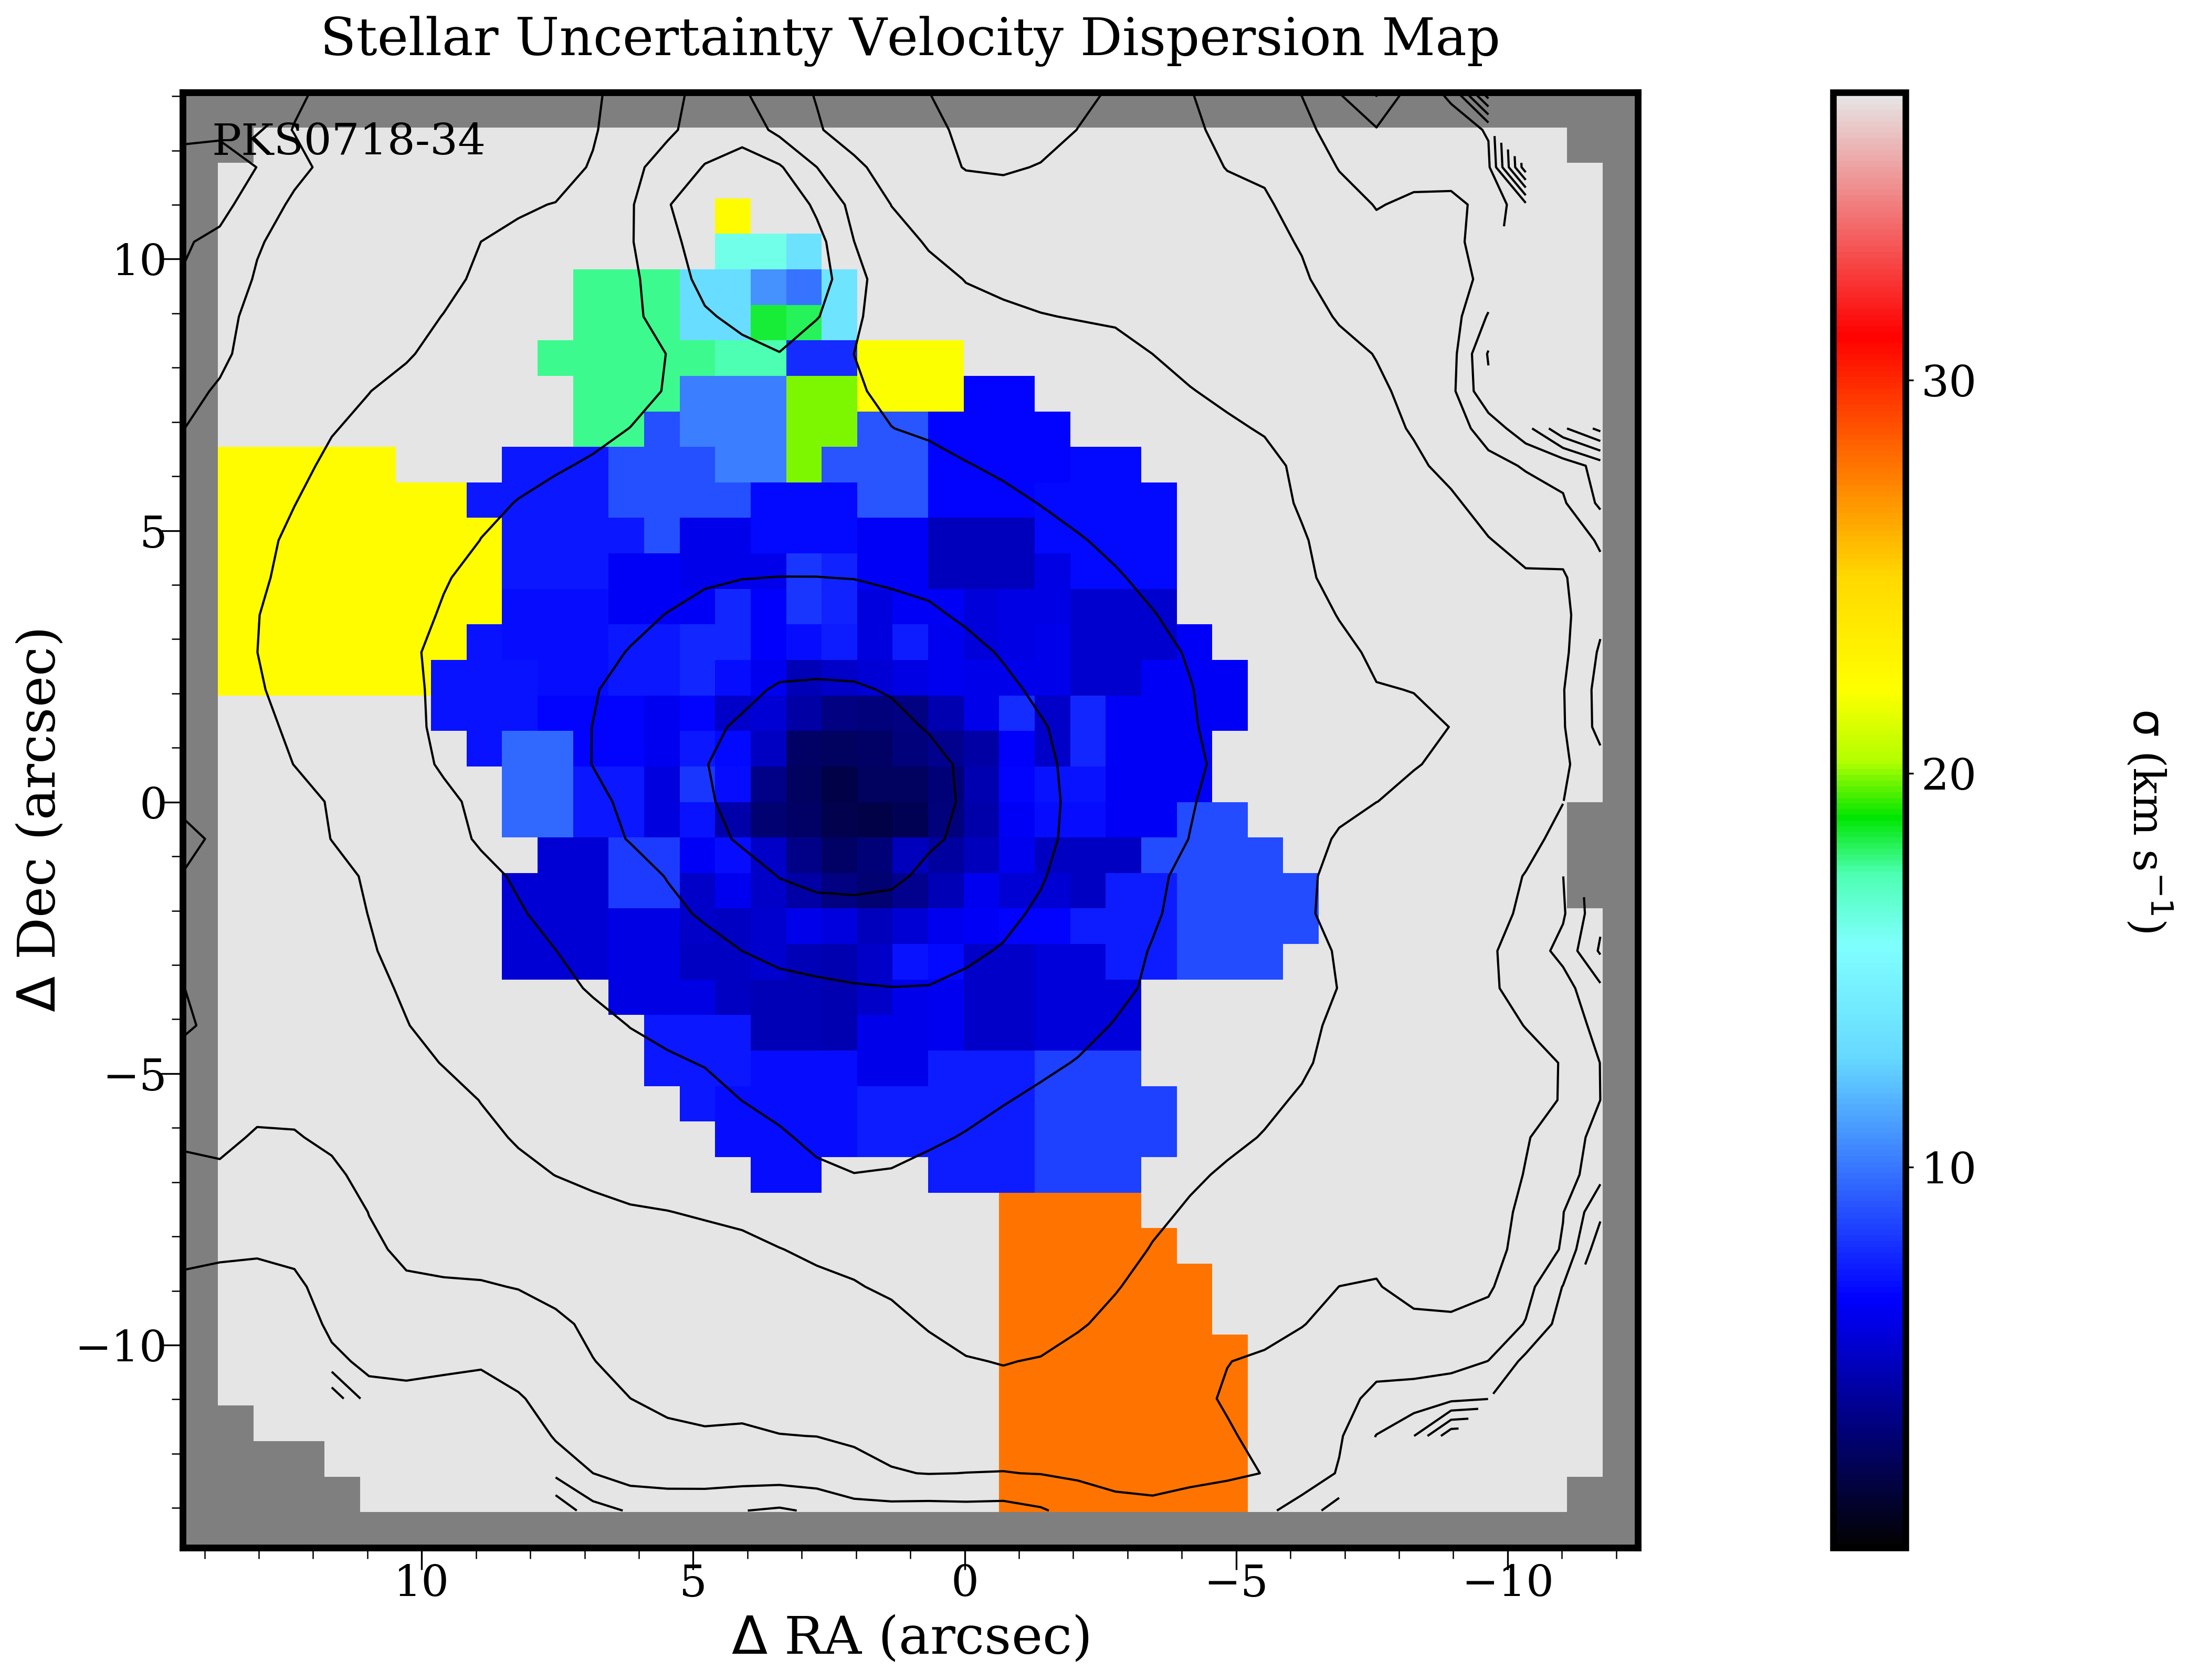 Stellar Uncertainty Velocity Dispersion Map
PKS0718-34
10
5
0
−5
−10
Δ Dec (arcsec)
10
5
0
−5
−10
Δ RA (arcsec)
30
20
10
σ (km s⁻¹)